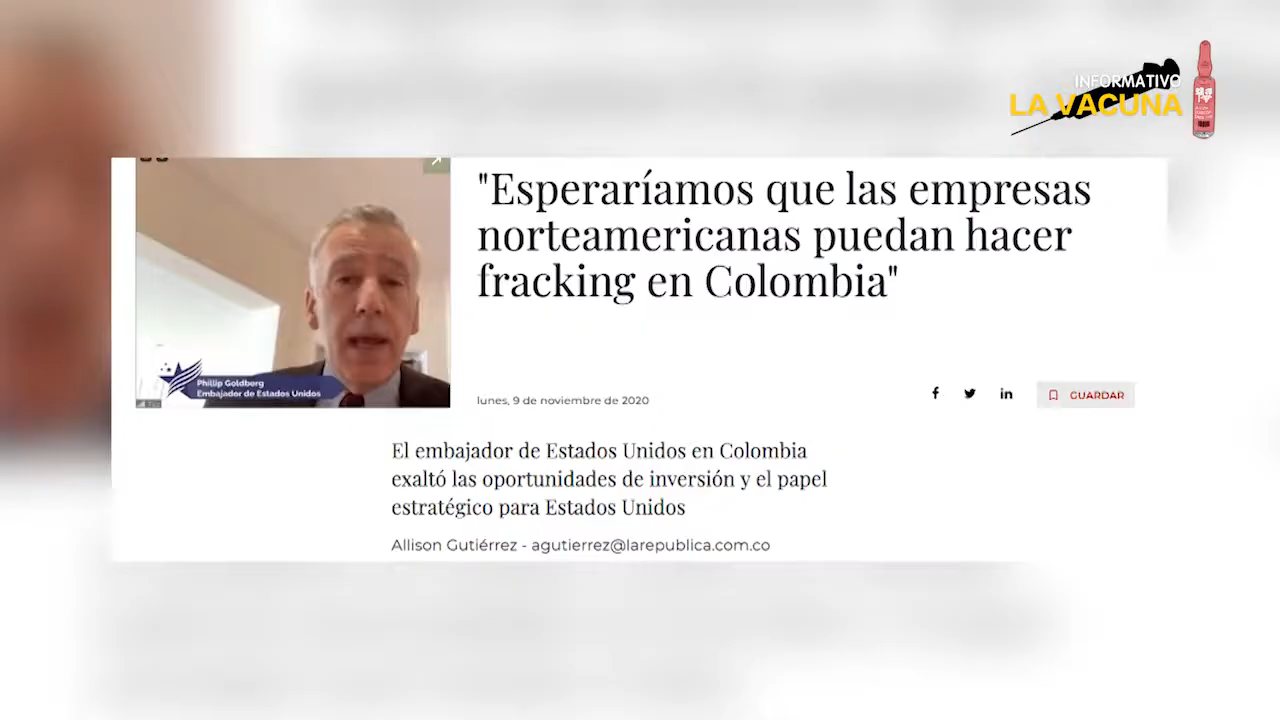 INFORMATIVO
LA VACUNA
"Esperaríamos que las empresas
norteamericanas puedan hacer
fracking en Colombia"
Phillip Goldberg
Embajador de Estados Unidos
lunes, 9 de noviembre de 2020
GUARDAR
El embajador de Estados Unidos en Colombia
exaltó las oportunidades de inversión y el papel
estratégico para Estados Unidos
Allison Gutiérrez - agutierrez@larepublica.com.co